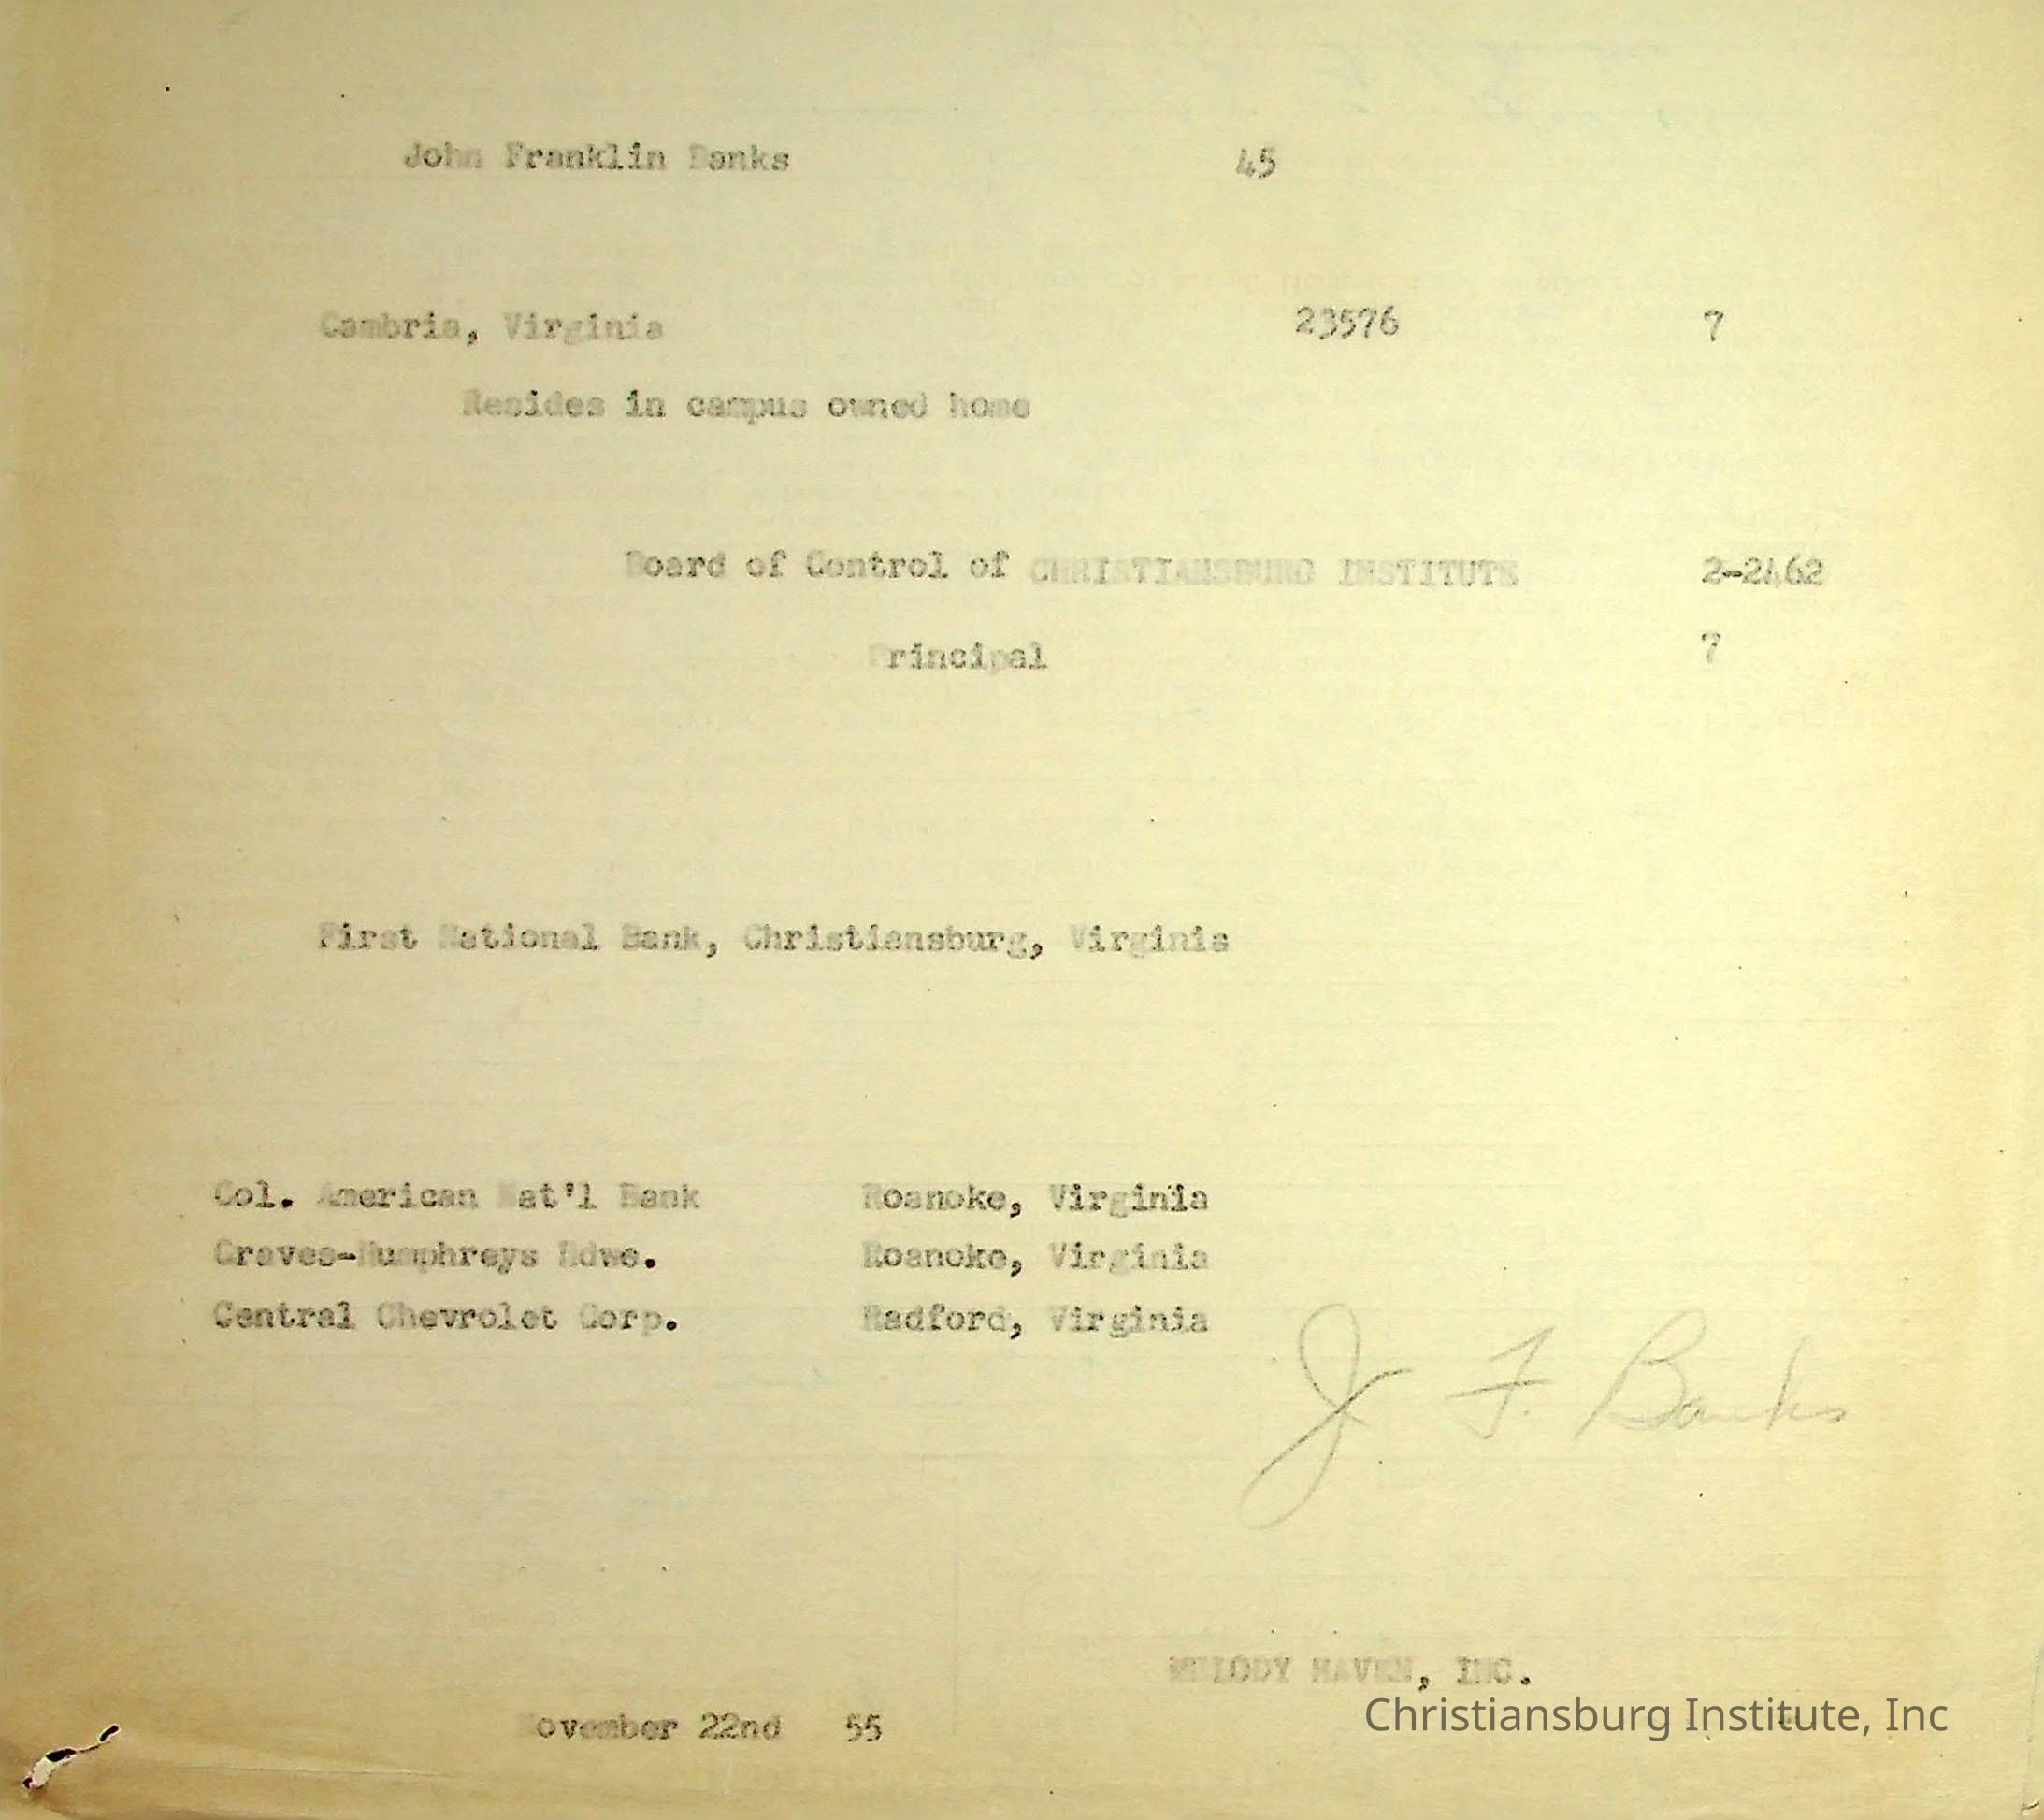 John Franklin Banks 45
Cambria, Virginia 23576 7
Resides in campus owned home
Board of Control of CHRISTIANSBURG INSTITUTE 2-2462
Principal 7
First National Bank, Christiansburg, Virginia
Col. American Nat'l Bank Roanoke, Virginia
Graves-Humphreys Hdwe. Roanoke, Virginia
Central Chevrolet Corp. Radford, Virginia
J. F. Banks
MELODY HAVEN, INC.
November 22nd 55
Christiansburg Institute, Inc